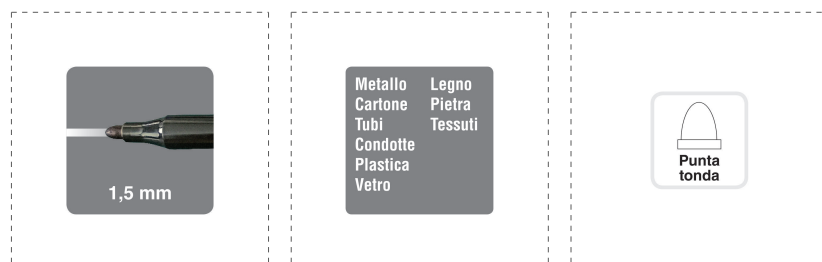 1,5 mm
Metallo
Cartone
Tubi
Condotte
Plastica
Vetro
Legno
Pietra
Tessuti
Punta
tonda